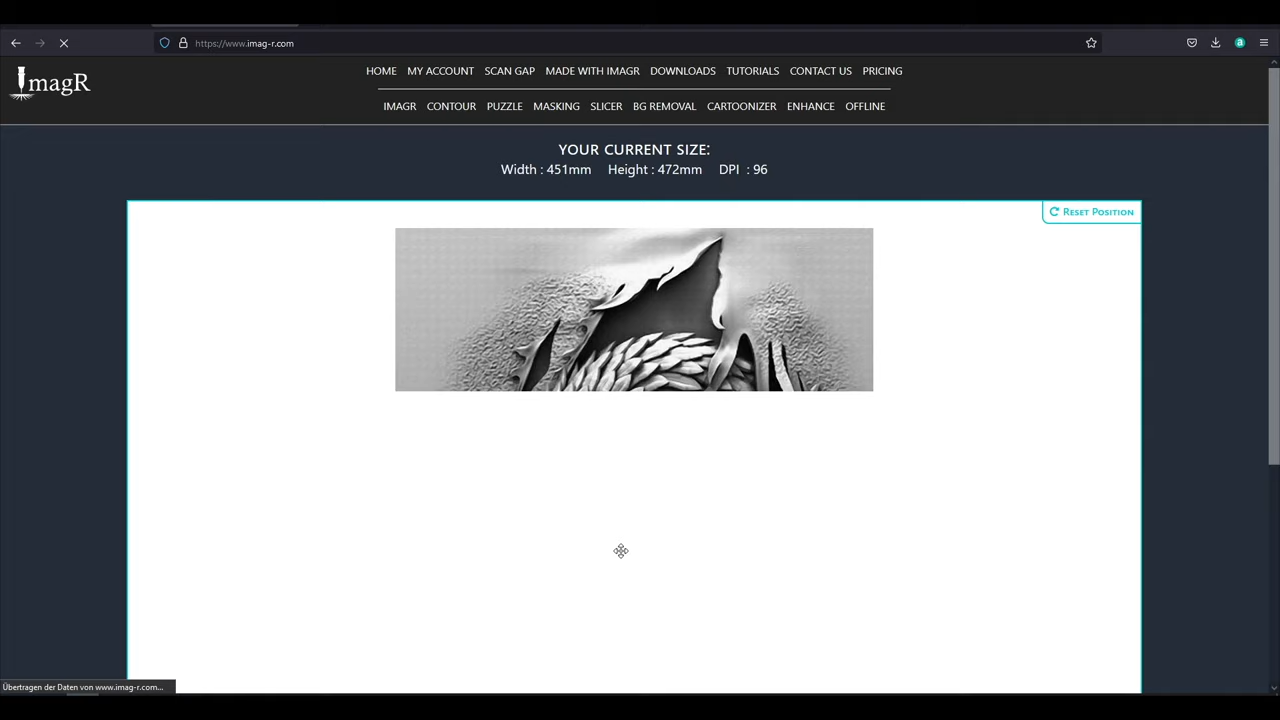 https://www.imag-r.com
ImagR
HOME MY ACCOUNT SCAN GAP MADE WITH IMAGR DOWNLOADS TUTORIALS CONTACT US PRICING
IMAGR CONTOUR PUZZLE MASKING SLICER BG REMOVAL CARTOONIZER ENHANCE OFFLINE
YOUR CURRENT SIZE:
Width : 451mm Height : 472mm DPI : 96
RESET POSITION
Übertragen der Daten von www.imag-r.com...